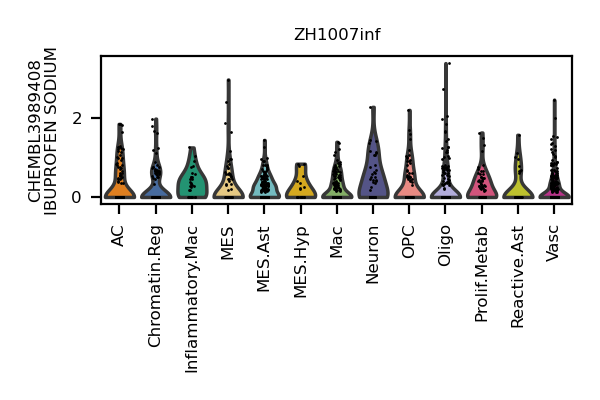 ZH1007inf
CHEMBL3989408
IBUPROFEN SODIUM
2
0
AC
Chromatin.Reg
Inflammatory.Mac
MES
MES.Ast
MES.Hyp
Mac
Neuron
OPC
Oligo
Prolif.Metab
Reactive.Ast
Vasc